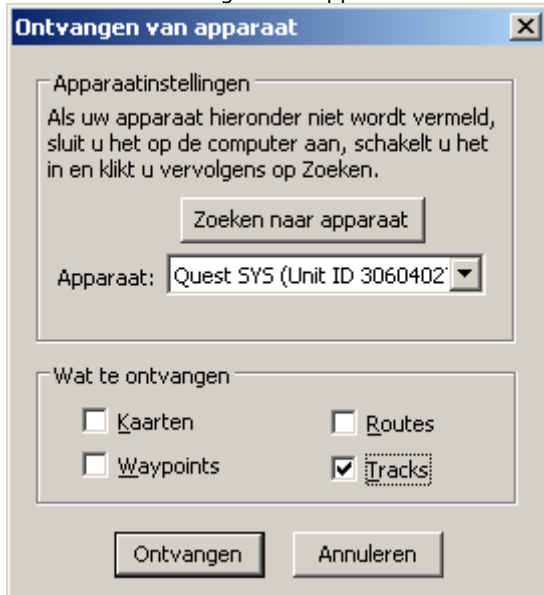 Ontvangen van apparaat
Apparaatinstellingen
Als uw apparaat hieronder niet wordt vermeld,
sluit u het op de computer aan, schakelt u het
in en klikt u vervolgens op Zoeken.
Zoeken naar apparaat
Apparaat: Quest SYS (Unit ID 3060402
Wat te ontvangen
Kaarten Routes
Waypoints Tracks
Ontvangen Annuleren